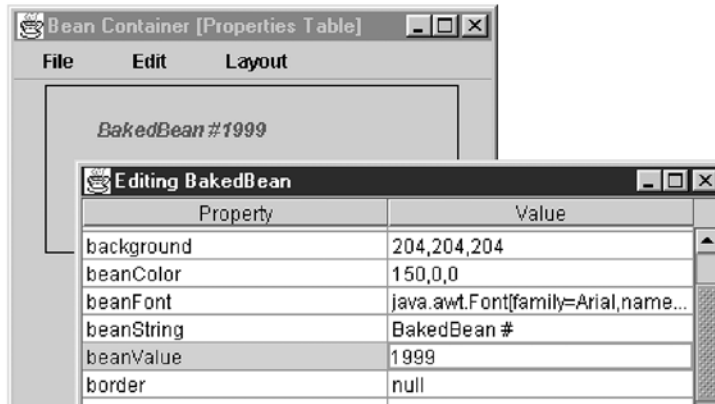 Bean Container [Properties Table]
File Edit Layout
BakedBean #1999
Editing BakedBean
Property Value
background 204,204,204
beanColor 150,0,0
beanFont java.awt.Font[family=Arial,name...
beanString BakedBean #
beanValue 1999
border null